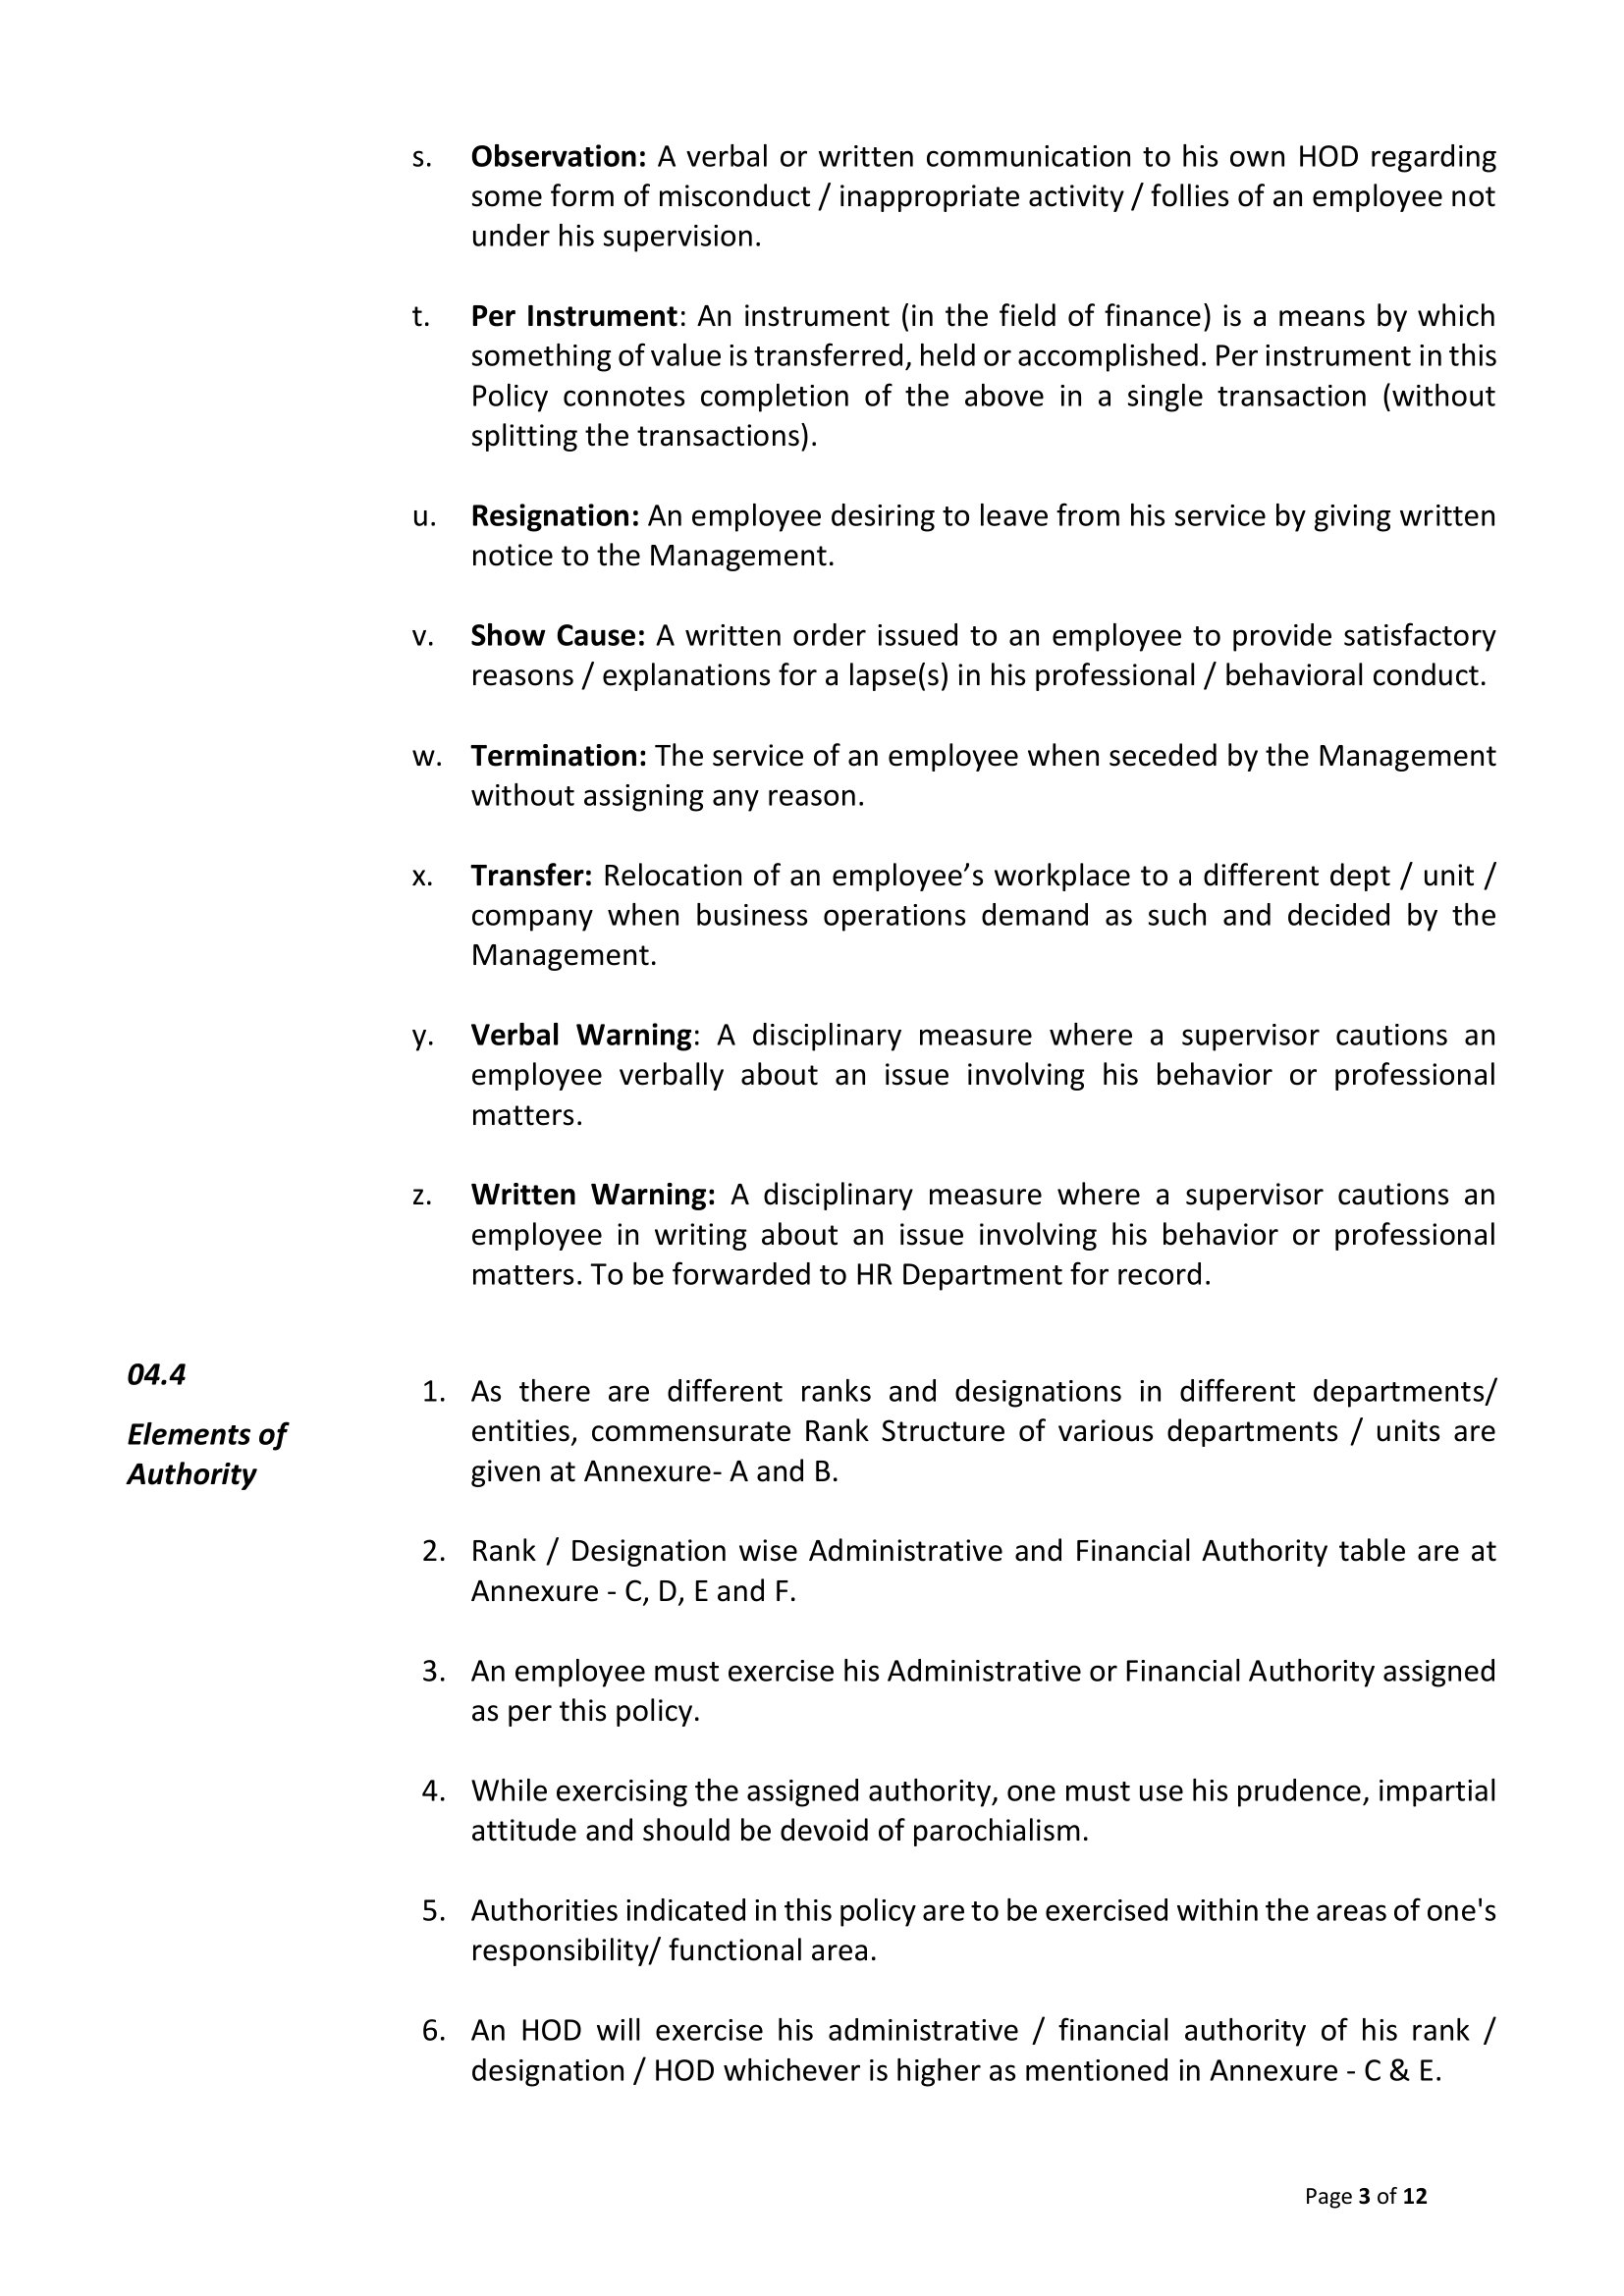 s. Observation: A verbal or written communication to his own HOD regarding
some form of misconduct / inappropriate activity / follies of an employee not
under his supervision.
t. Per Instrument: An instrument (in the field of finance) is a means by which
something of value is transferred, held or accomplished. Per instrument in this
Policy connotes completion of the above in a single transaction (without
splitting the transactions).
u. Resignation: An employee desiring to leave from his service by giving written
notice to the Management.
v. Show Cause: A written order issued to an employee to provide satisfactory
reasons / explanations for a lapse(s) in his professional / behavioral conduct.
w. Termination: The service of an employee when seceded by the Management
without assigning any reason.
x. Transfer: Relocation of an employee’s workplace to a different dept / unit /
company when business operations demand as such and decided by the
Management.
y. Verbal Warning: A disciplinary measure where a supervisor cautions an
employee verbally about an issue involving his behavior or professional
matters.
z. Written Warning: A disciplinary measure where a supervisor cautions an
employee in writing about an issue involving his behavior or professional
matters. To be forwarded to HR Department for record.
04.4
Elements of
Authority
1. As there are different ranks and designations in different departments/
entities, commensurate Rank Structure of various departments / units are
given at Annexure- A and B.
2. Rank / Designation wise Administrative and Financial Authority table are at
Annexure - C, D, E and F.
3. An employee must exercise his Administrative or Financial Authority assigned
as per this policy.
4. While exercising the assigned authority, one must use his prudence, impartial
attitude and should be devoid of parochialism.
5. Authorities indicated in this policy are to be exercised within the areas of one's
responsibility/ functional area.
6. An HOD will exercise his administrative / financial authority of his rank /
designation / HOD whichever is higher as mentioned in Annexure - C & E.
Page 3 of 12